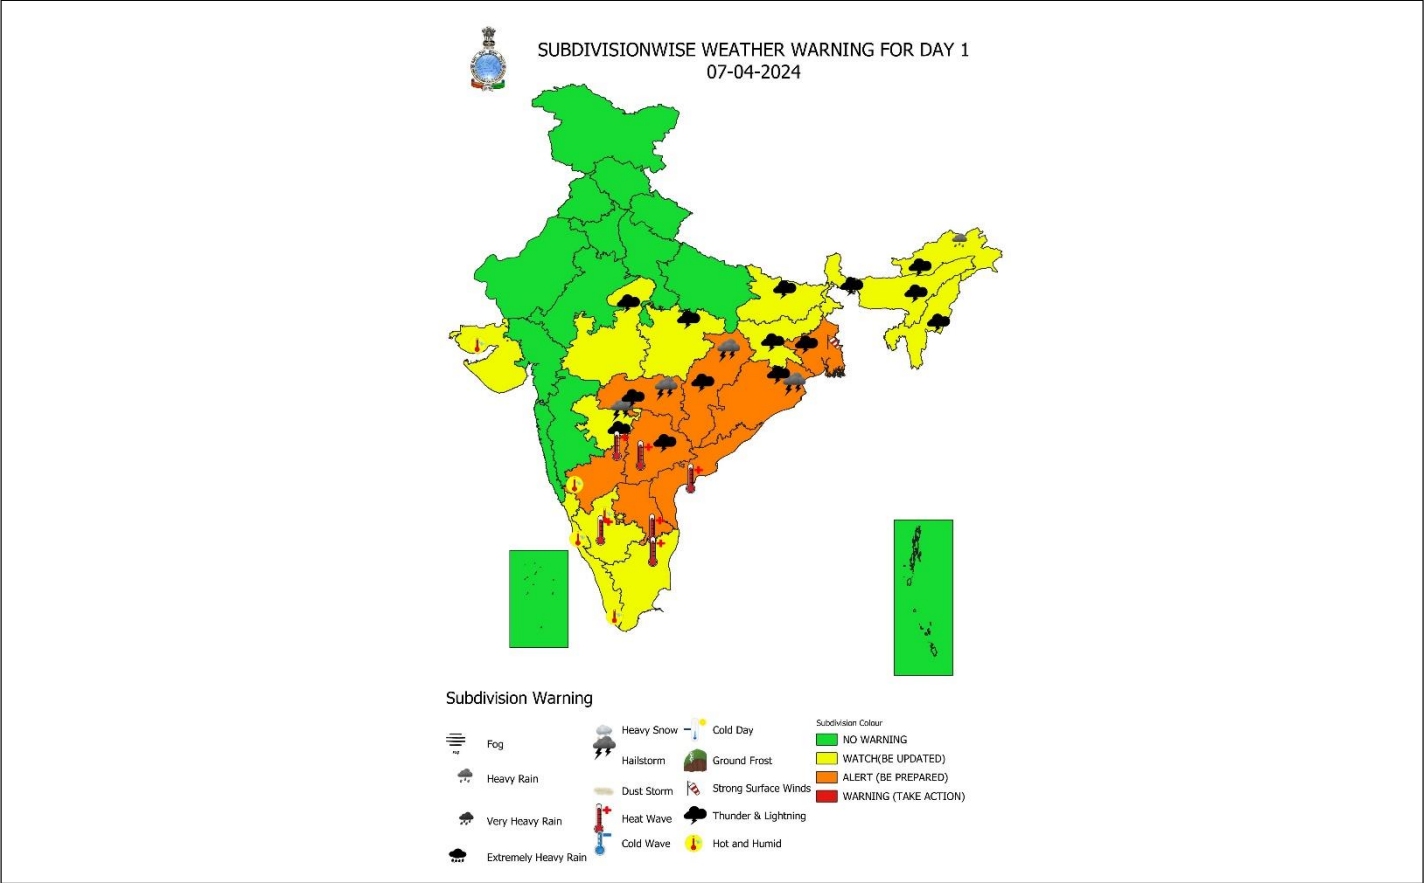 SUBDIVISIONWISE WEATHER WARNING FOR DAY 1
07-04-2024
Subdivision Warning
Fog
Heavy Rain
Very Heavy Rain
Extremely Heavy Rain
Heavy Snow
Hailstorm
Dust Storm
Heat Wave
Cold Wave
Cold Day
Ground Frost
Strong Surface Winds
Thunder & Lightning
Hot and Humid
Subdivision Colour
NO WARNING
WATCH(BE UPDATED)
ALERT (BE PREPARED)
WARNING (TAKE ACTION)